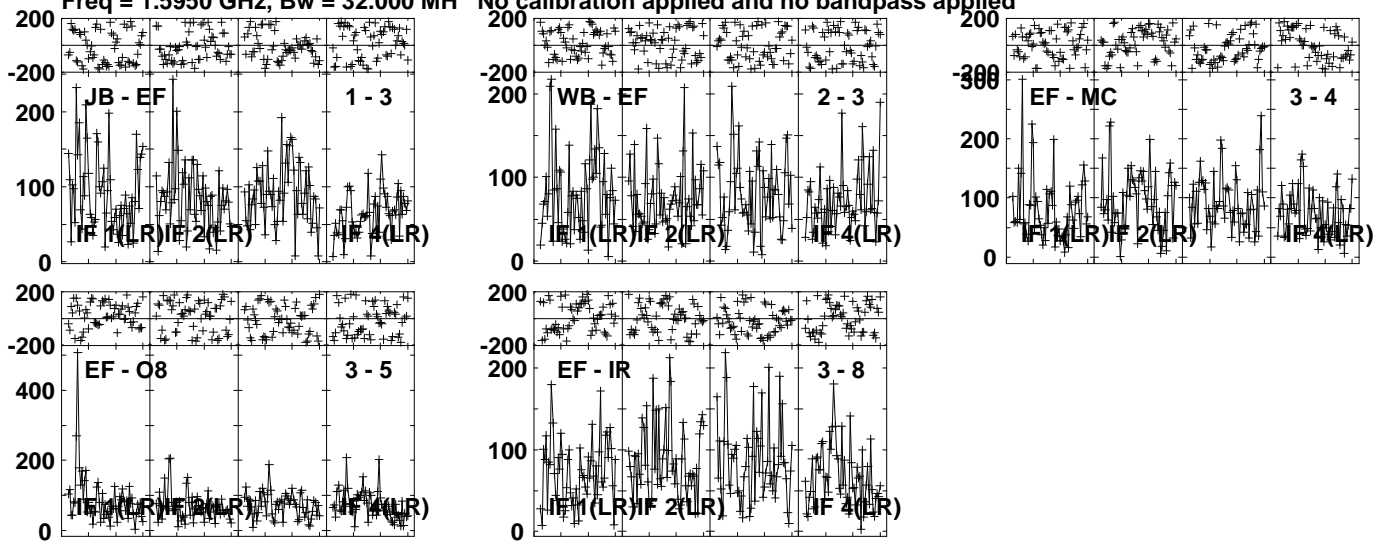 Freq = 1.5950 GHz, Bw = 32.000 MH No calibration applied and no bandpass applied
200
-200
JB - EF 1 - 3
200
100
0
IF 1(LR) IF 2(LR) IF 4(LR)
200
-200
WB - EF 2 - 3
200
100
0
IF 1(LR) IF 2(LR) IF 4(LR)
200
-200
300
EF - MC 3 - 4
200
100
0
IF 1(LR) IF 2(LR) IF 4(LR)
200
-200
EF - O8 3 - 5
400
200
0
IF 1(LR) IF 2(LR) IF 4(LR)
200
-200
EF - IR 3 - 8
200
100
0
IF 1(LR) IF 2(LR) IF 4(LR)